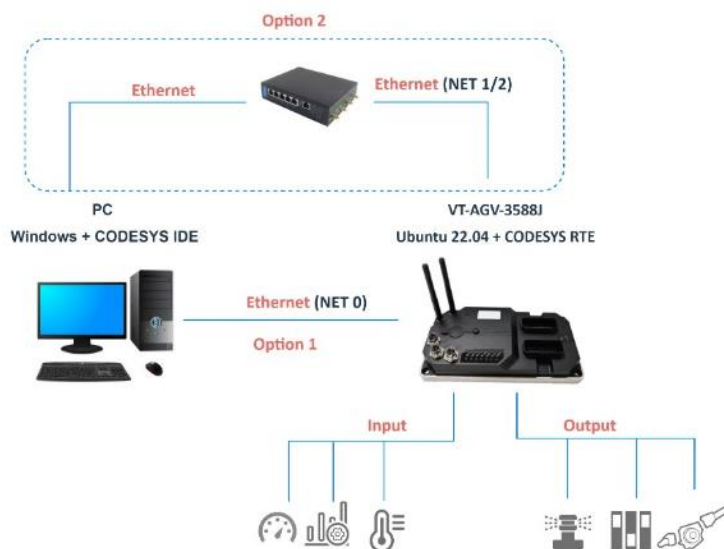 Option 2
Ethernet
Ethernet (NET 1/2)
PC
Windows + CODESYS IDE
VT-AGV-3588J
Ubuntu 22.04 + CODESYS RTE
Ethernet (NET 0)
Option 1
Input
Output